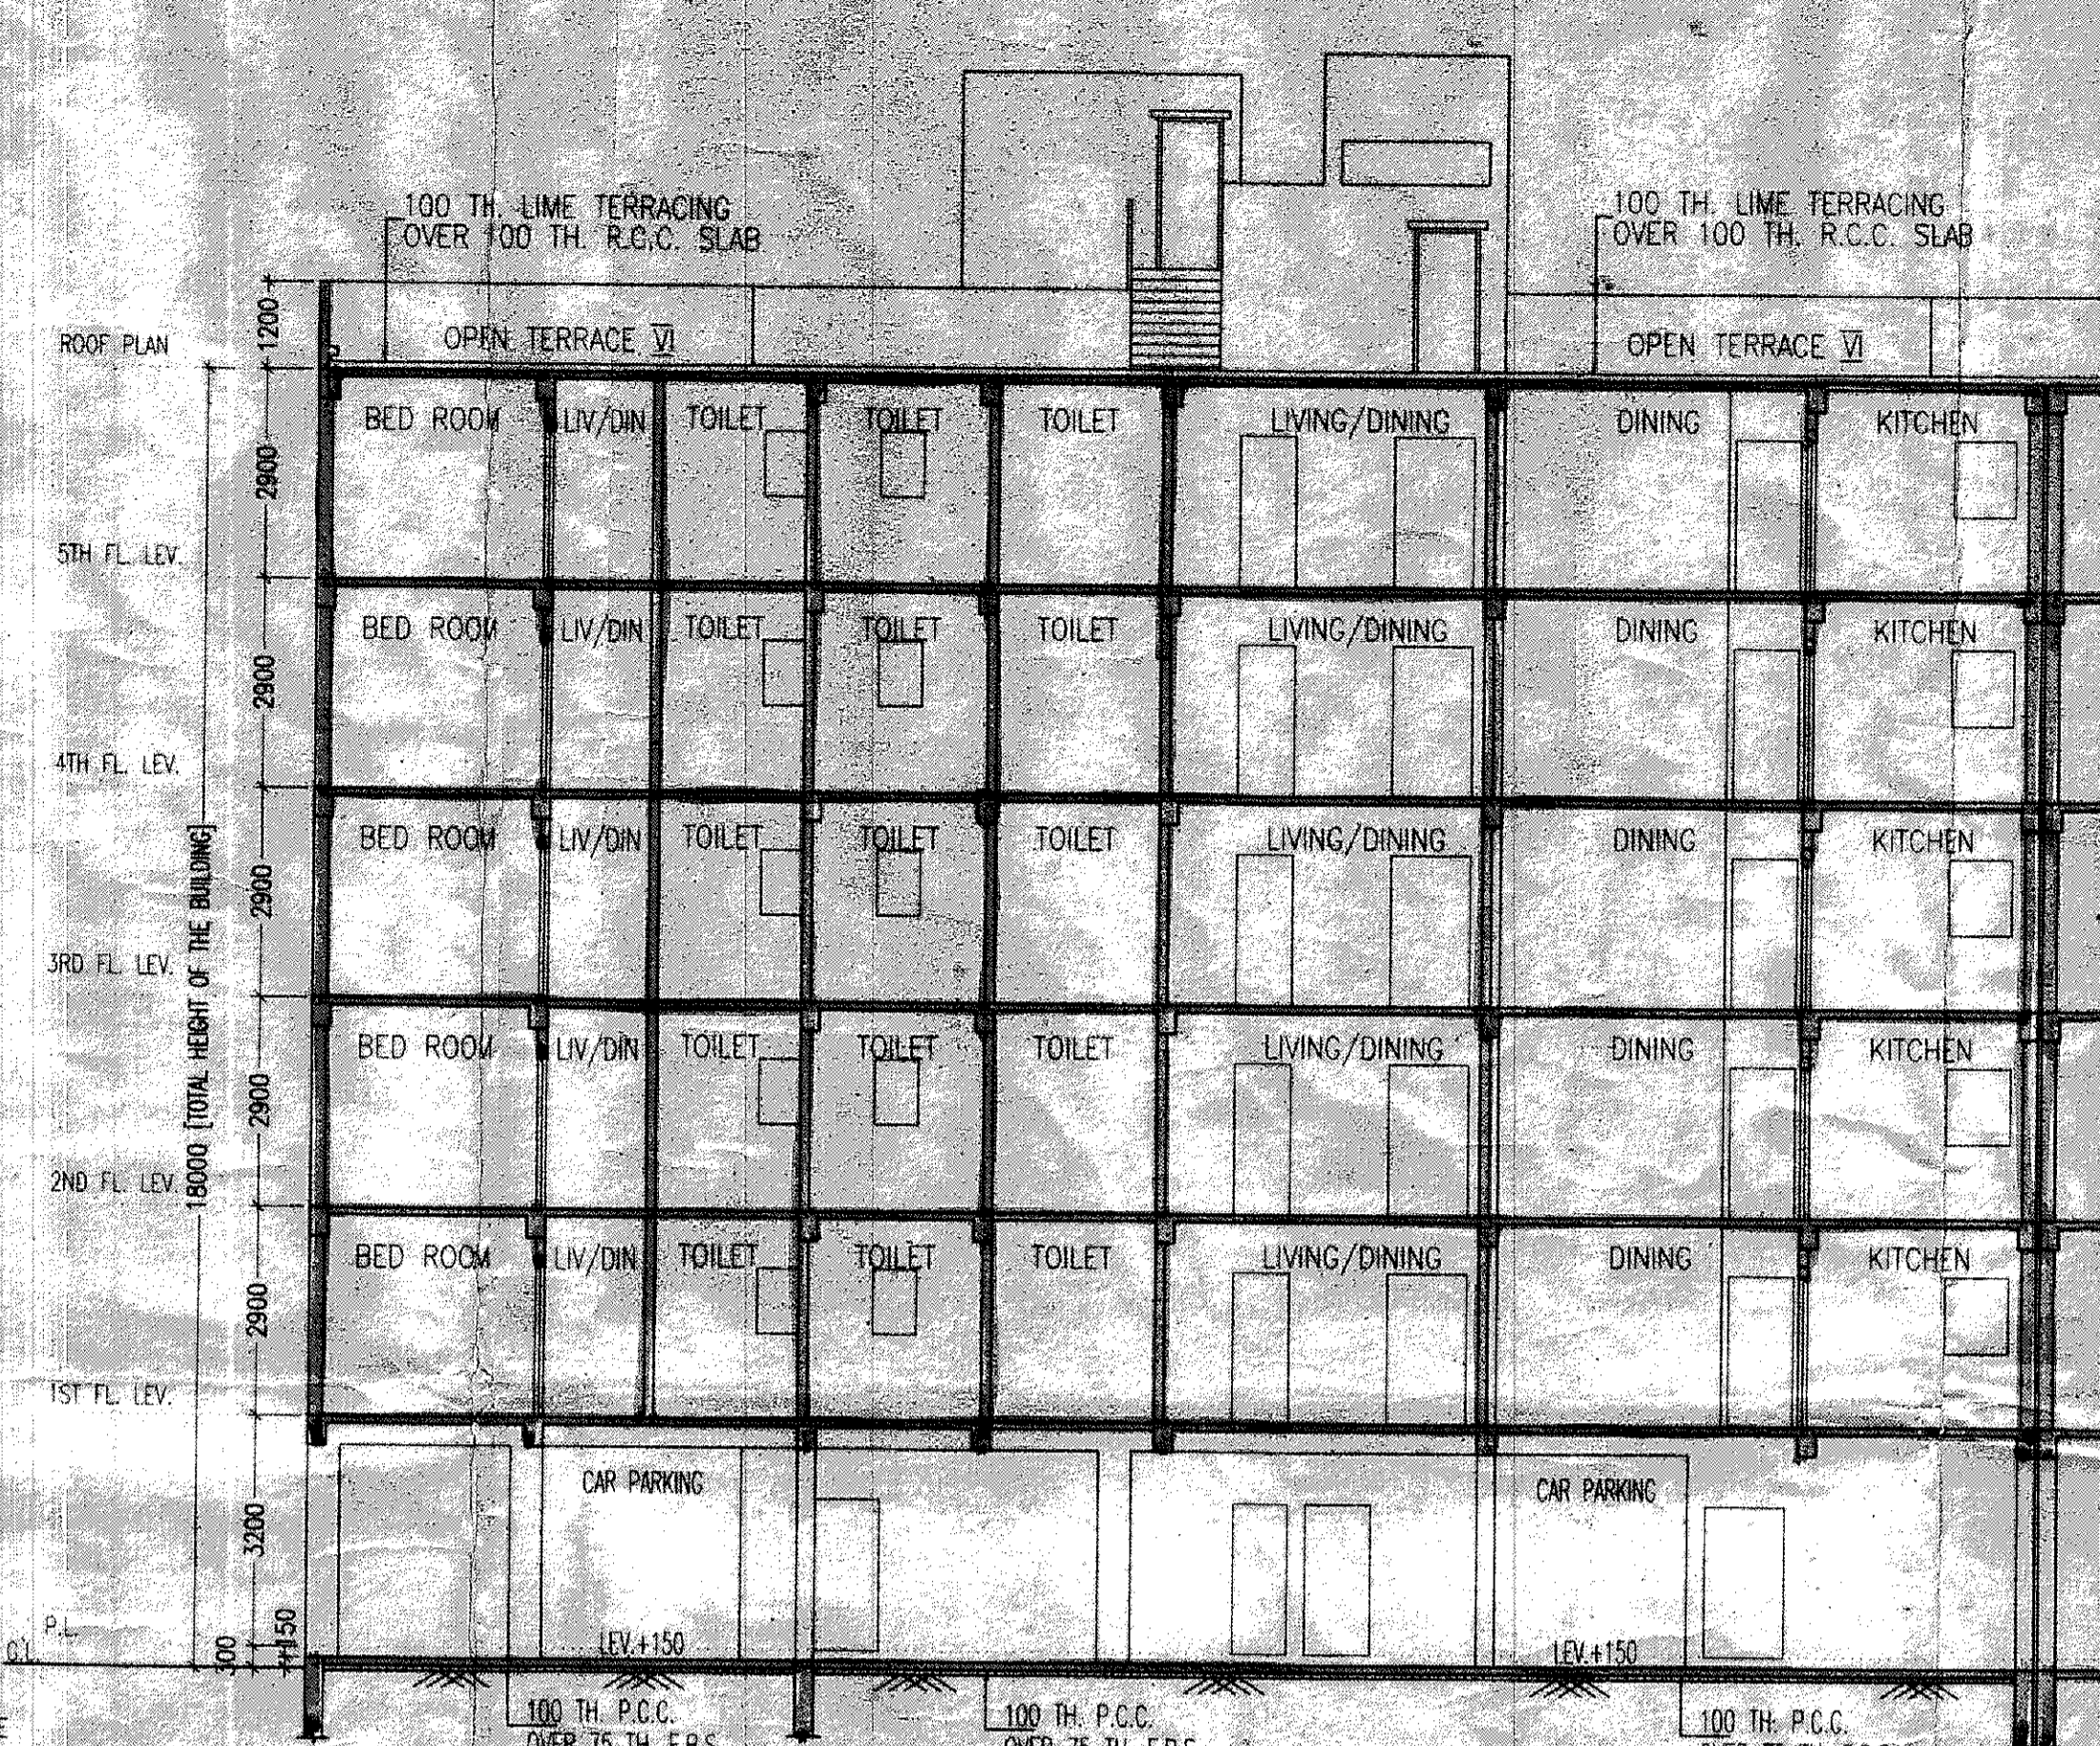 100 TH. LIME TERRACING
OVER 100 TH. R.C.C. SLAB
100 TH. LIME TERRACING
OVER 100 TH. R.C.C. SLAB
1200
ROOF PLAN
OPEN TERRACE VI
OPEN TERRACE VI
BED ROOM LIV/DIN TOILET TOILET TOILET LIVING/DINING DINING KITCHEN
2900
5TH FL. LEV.
BED ROOM LIV/DIN TOILET TOILET TOILET LIVING/DINING DINING KITCHEN
2900
4TH FL. LEV.
BED ROOM LIV/DIN TOILET TOILET TOILET LIVING/DINING DINING KITCHEN
2900
3RD FL. LEV.
18000 [TOTAL HEIGHT OF THE BUILDING]
BED ROOM LIV/DIN TOILET TOILET TOILET LIVING/DINING DINING KITCHEN
2900
2ND FL. LEV.
BED ROOM LIV/DIN TOILET TOILET TOILET LIVING/DINING DINING KITCHEN
2900
1ST FL. LEV.
CAR PARKING
CAR PARKING
3200
P.L.
G.L.
300
+150
LEV.+150
LEV.+150
100 TH. P.C.C.
OVER 75 TH.
100 TH. P.C.C.
OVER 75 TH.
100 TH. P.C.C.